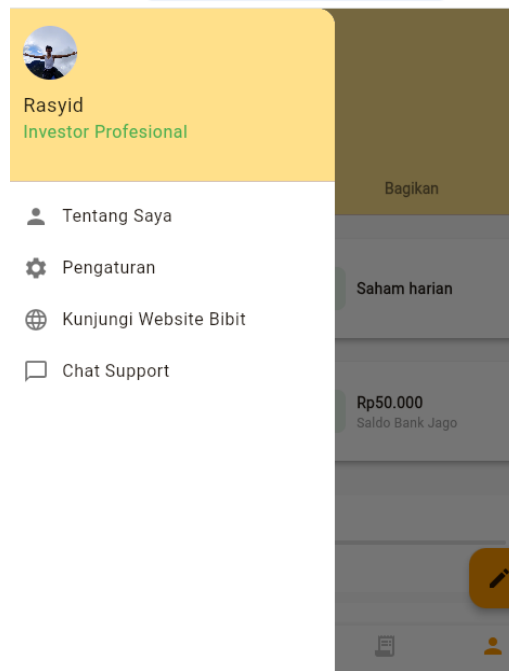 Rasyid
Investor Profesional
Tentang Saya
Pengaturan
Kunjungi Website Bibit
Chat Support
Bagikan
Saham harian
Rp50.000
Saldo Bank Jago